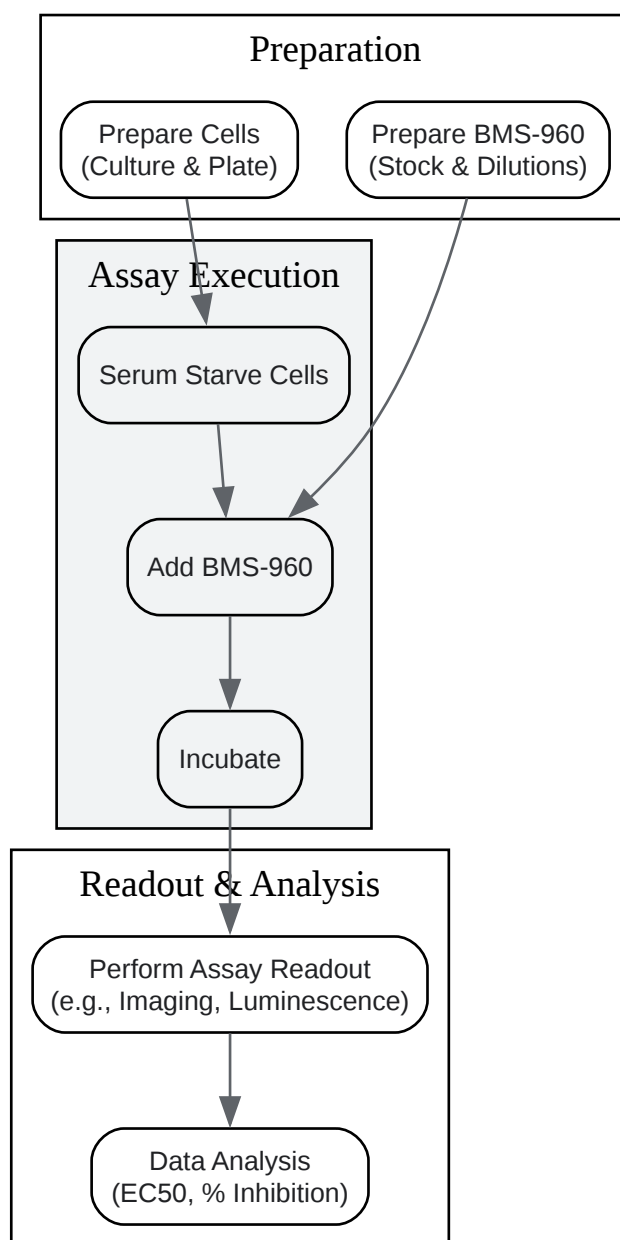 Preparation
Prepare Cells
(Culture & Plate)
Prepare BMS-960
(Stock & Dilutions)
Assay Execution
Serum Starve Cells
Add BMS-960
Incubate
Readout & Analysis
Perform Assay Readout
(e.g., Imaging, Luminescence)
Data Analysis
(EC50, % Inhibition)